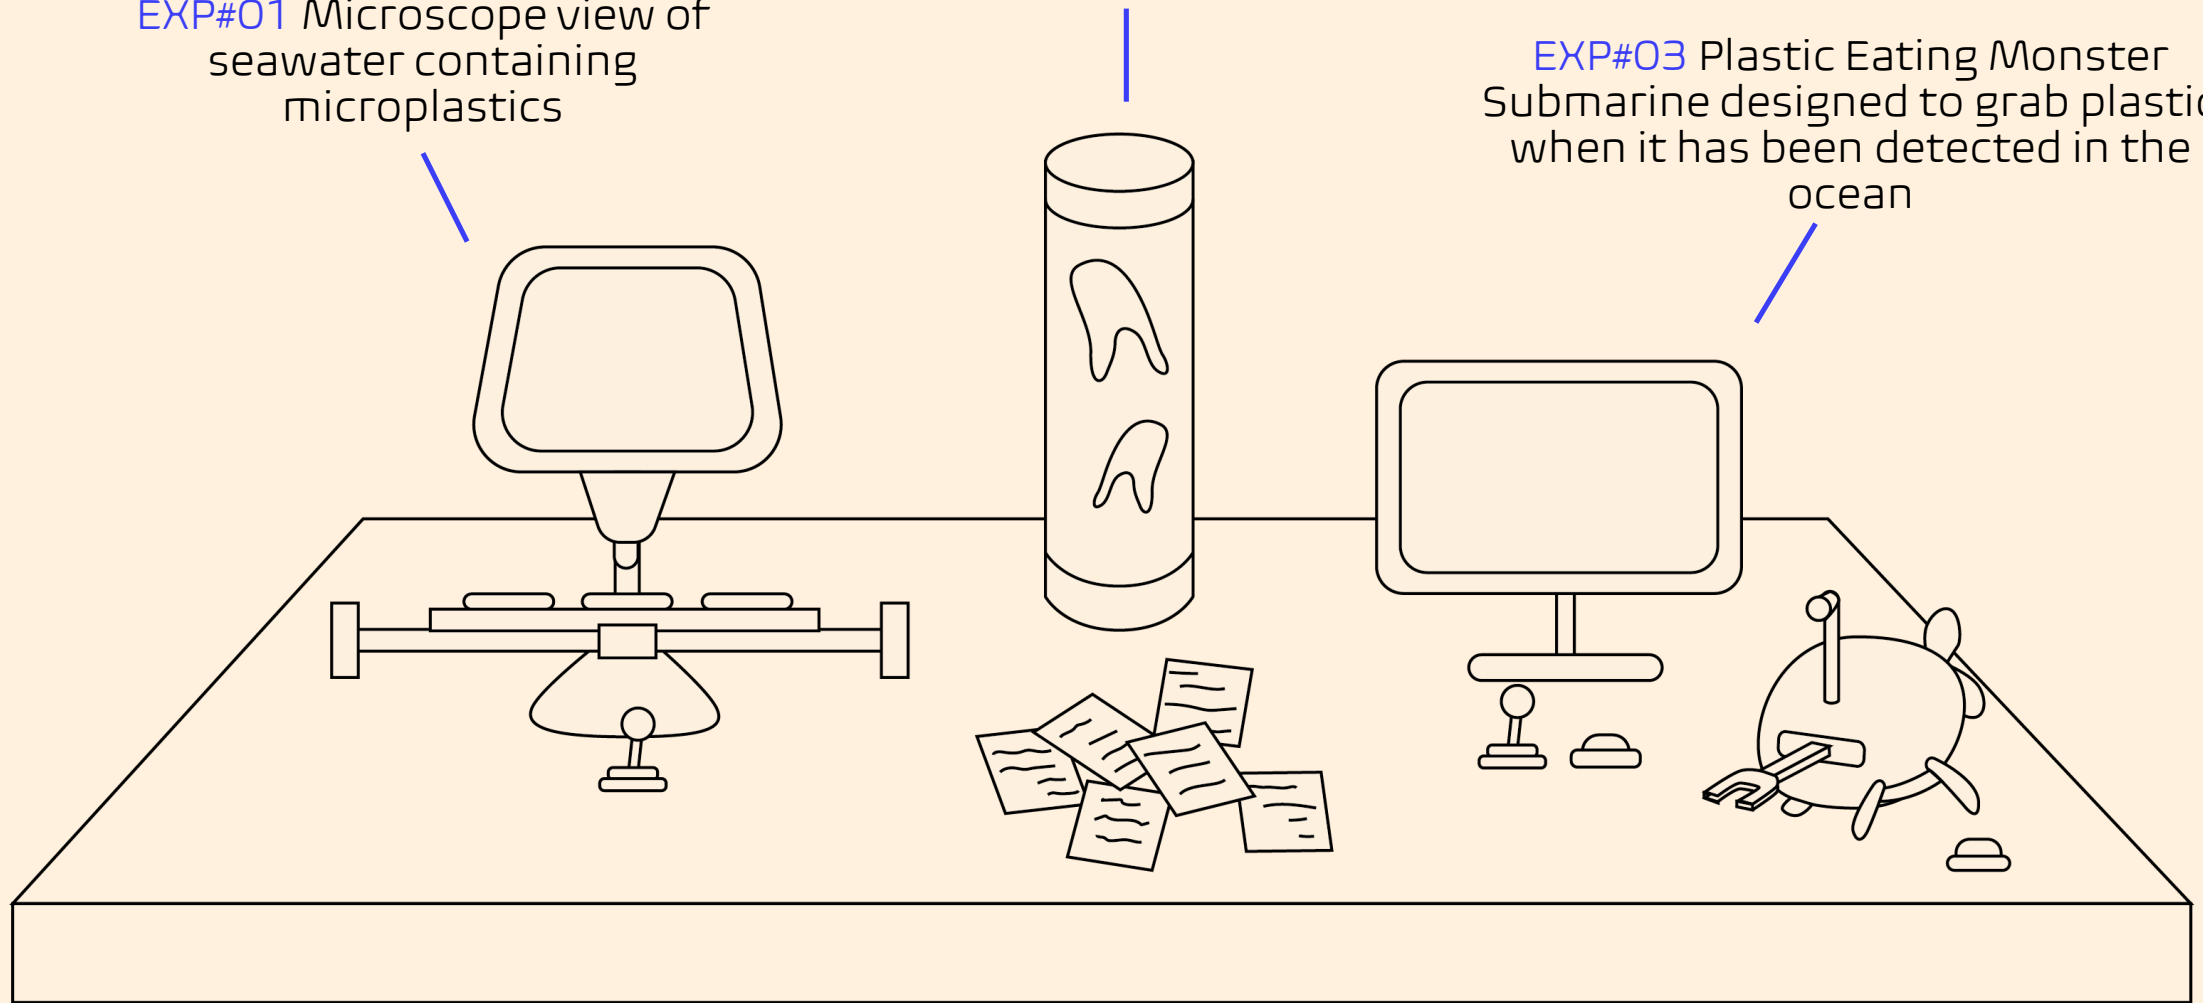 EXP#01 Microscope view of
seawater containing
microplastics
EXP#03 Plastic Eating Monster
Submarine designed to grab plastic
when it has been detected in the
ocean